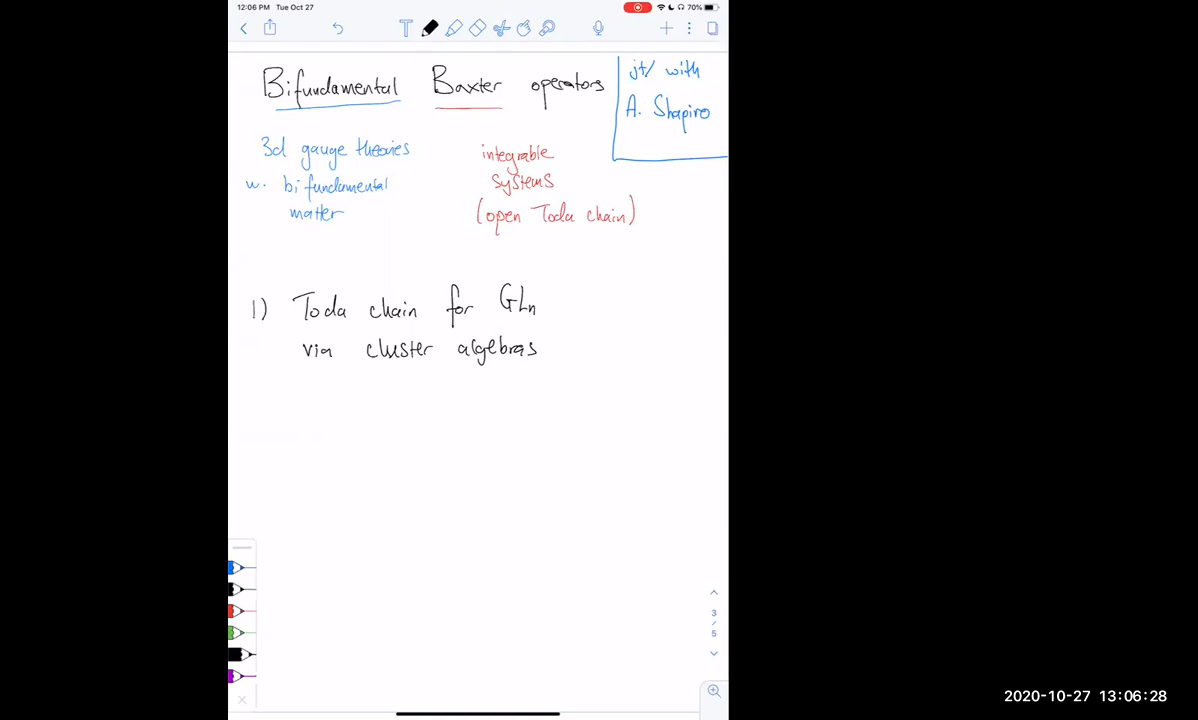 12:06 PM Tue Oct 27
70%
Bifundamental Baxter operators
jt/ with
A. Shapiro
3d gauge theories
w. bifundamental
matter
integrable
systems
(open Toda chain)
1) Toda chain for GLn
via cluster algebras
3
/
5
2020-10-27 13:06:28